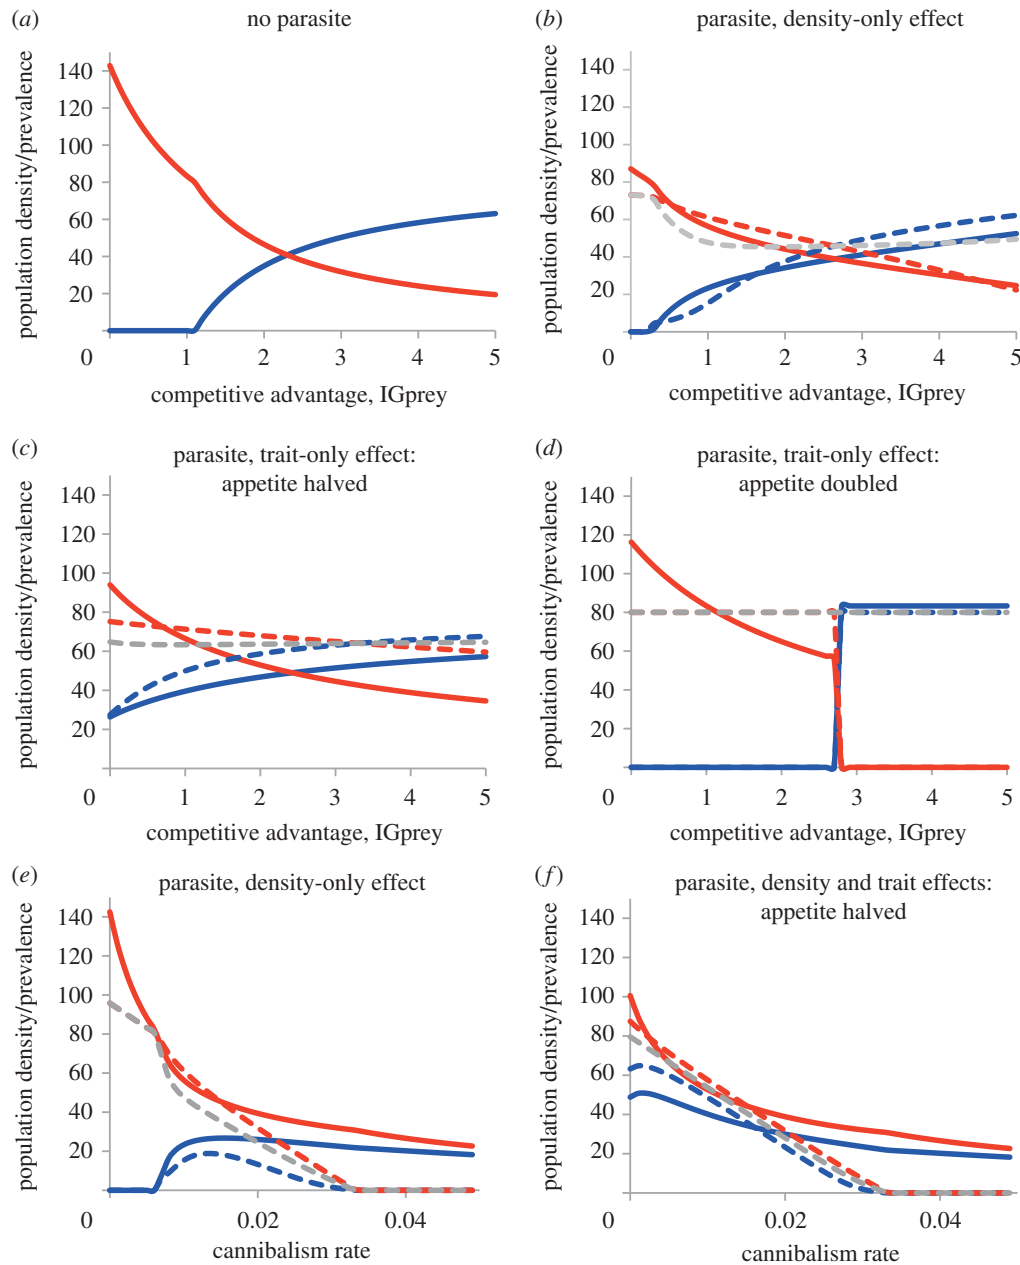 (a)
no parasite
population density/prevalence
140
120
100
80
60
40
20
0
1
2
3
4
5
competitive advantage, IGprey
(b)
parasite, density-only effect
population density/prevalence
140
120
100
80
60
40
20
0
1
2
3
4
5
competitive advantage, IGprey
(c)
parasite, trait-only effect:
appetite halved
population density/prevalence
140
120
100
80
60
40
20
0
1
2
3
4
5
competitive advantage, IGprey
(d)
parasite, trait-only effect:
appetite doubled
population density/prevalence
140
120
100
80
60
40
20
0
1
2
3
4
5
competitive advantage, IGprey
(e)
parasite, density-only effect
population density/prevalence
140
120
100
80
60
40
20
0
0.02
0.04
cannibalism rate
(f)
parasite, density and trait effects:
appetite halved
population density/prevalence
140
120
100
80
60
40
20
0
0.02
0.04
cannibalism rate